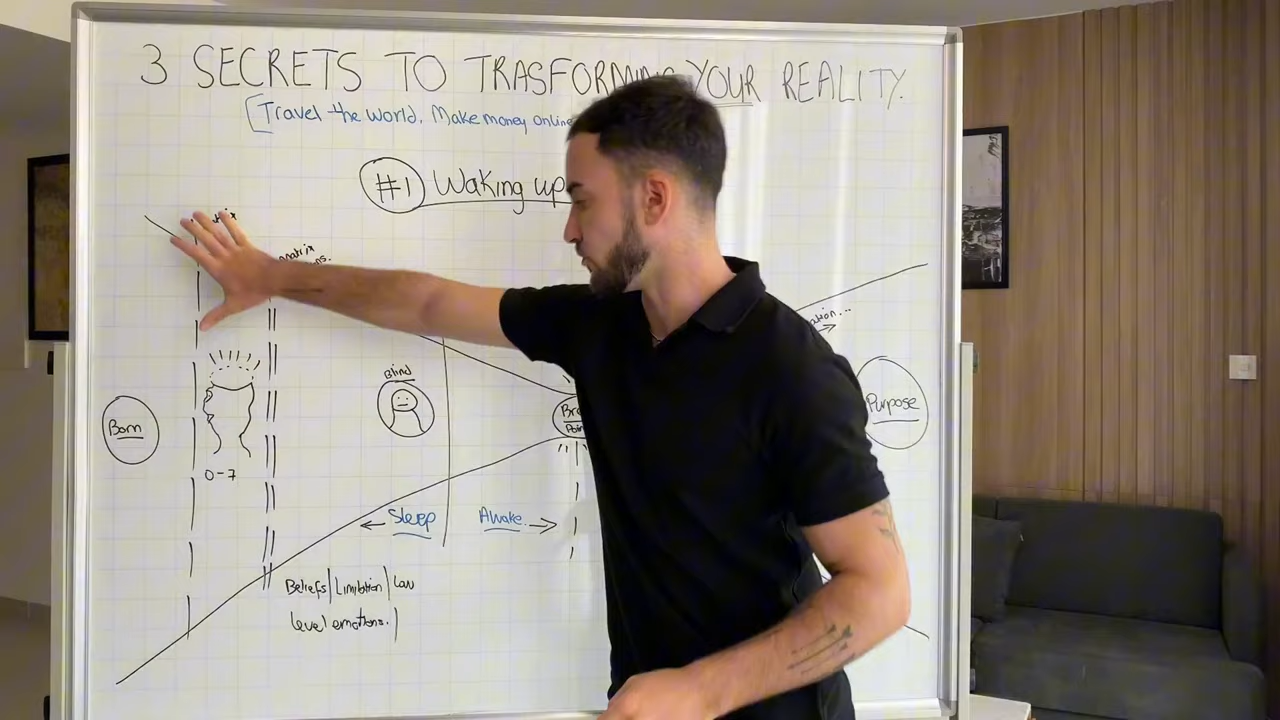 3 SECRETS TO TRASFORMING YOUR REALITY.
[Travel the world. Make money online
#1 Waking up
matrix
Blind
Born
Purpose
0-7
← Sleep
Awake... →
Beliefs | Limitation | Low
level emotions. |